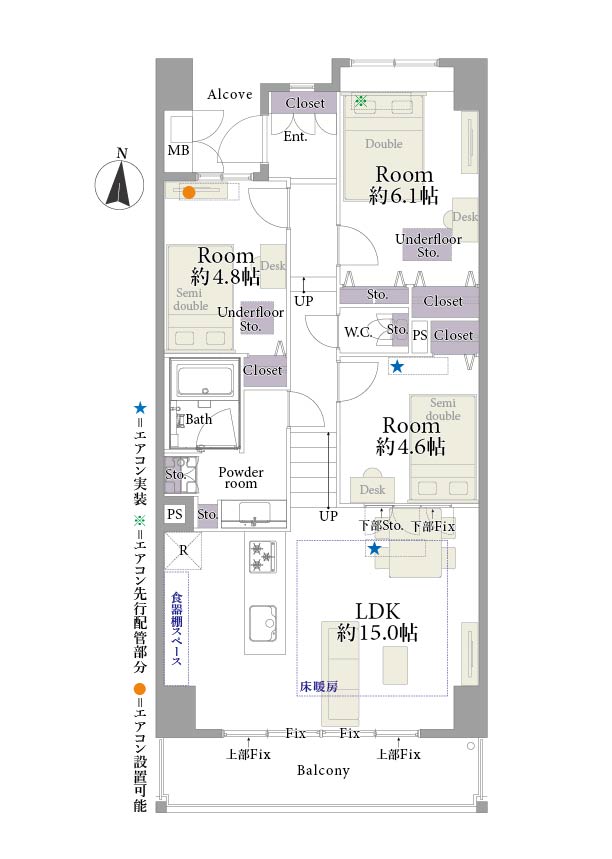 Alcove
Closet
Ent.
MB
N
Double
Room
約6.1帖
Desk
Underfloor
Sto.
Room
約4.8帖
Desk
Semi
double
Underfloor
Sto.
UP
Sto.
Closet
W.C.
Sto.
PS
Closet
Closet
Bath
Semi
double
Room
約4.6帖
Desk
Sto.
Powder
room
PS
Sto.
UP
下部Sto.
下部Fix
R
食器棚スペース
LDK
約15.0帖
床暖房
Fix
Fix
上部Fix
上部Fix
Balcony
★=エアコン実装 ※=エアコン先行配管部分 ●=エアコン設置可能